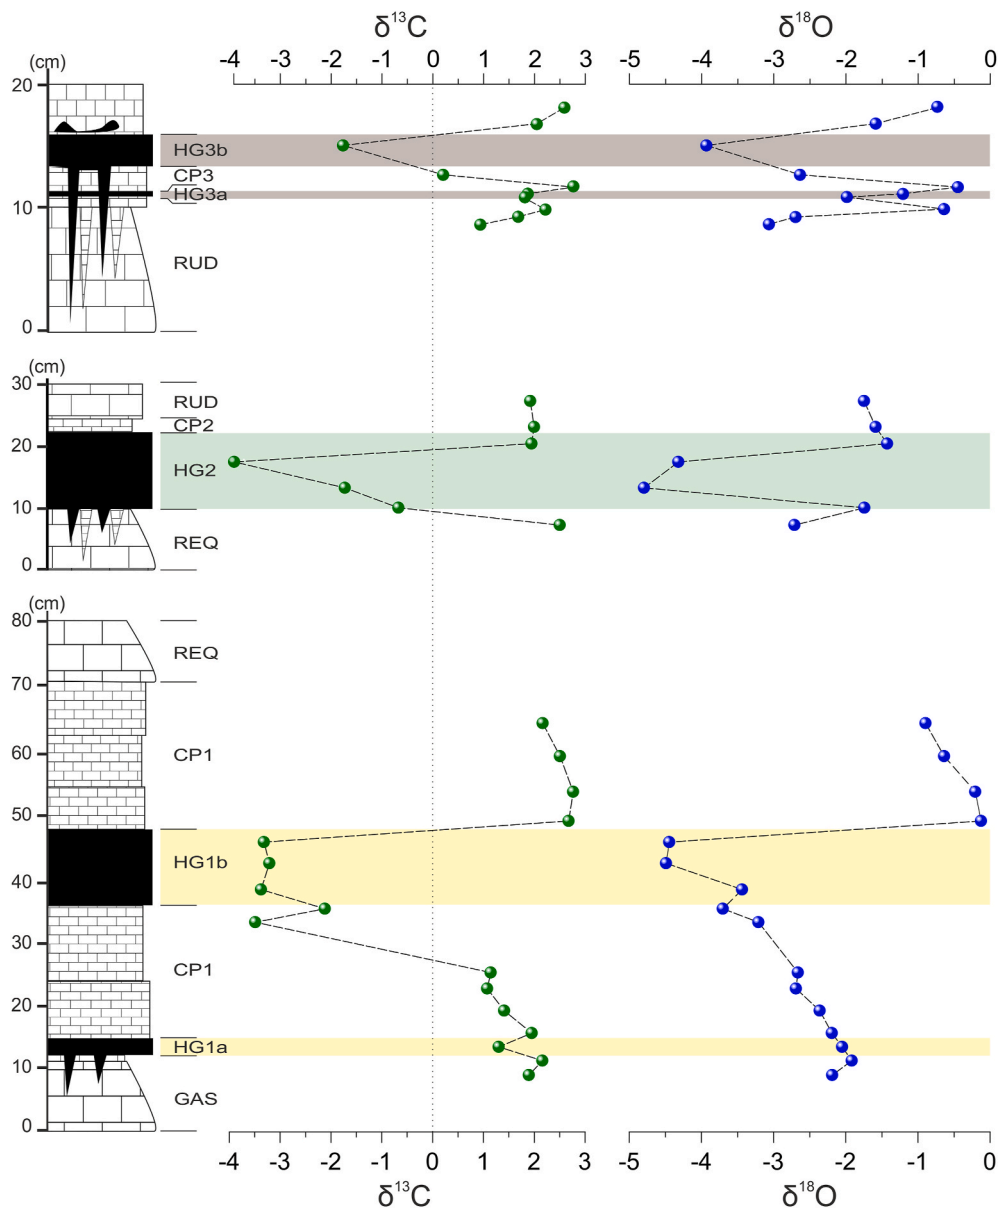 δ¹³C δ¹⁸O
-4 -3 -2 -1 0 1 2 3 -5 -4 -3 -2 -1 0
(cm)
20
HG3b
CP3
HG3a
10
RUD
0
(cm)
30
RUD
CP2
20
HG2
10
REQ
0
(cm)
80
REQ
70
60 CP1
50
HG1b
40
30
CP1
20
HG1a
10
GAS
0
-4 -3 -2 -1 0 1 2 3 -5 -4 -3 -2 -1 0
δ¹³C δ¹⁸O